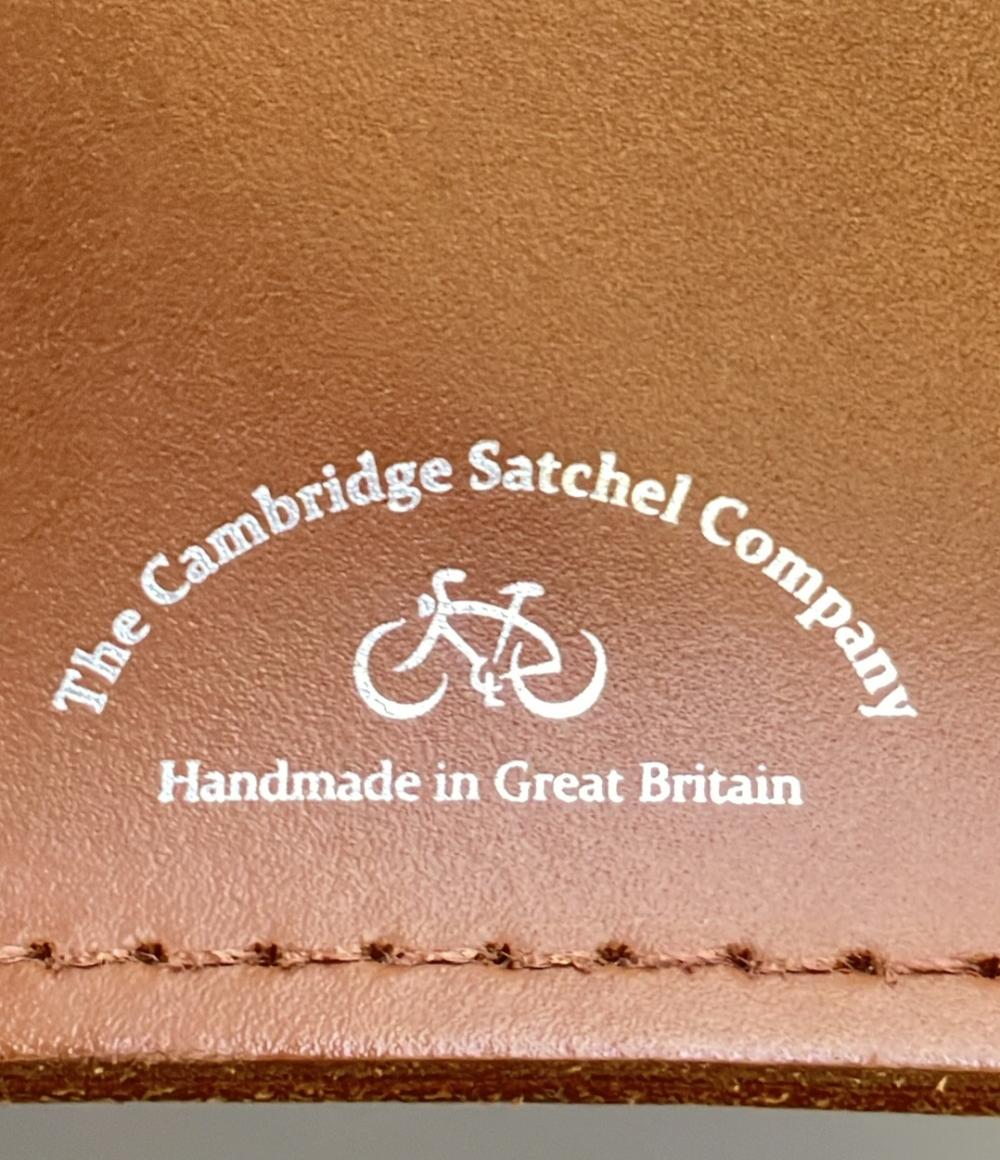 The Cambridge Satchel Company
Handmade in Great Britain